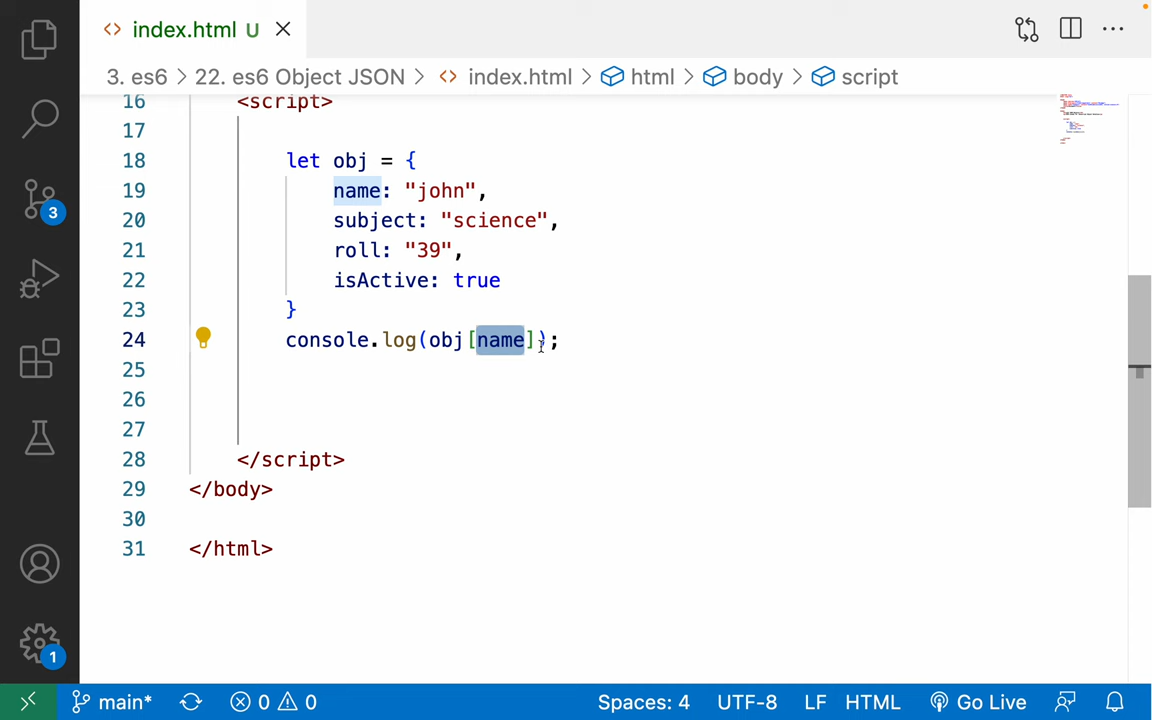 index.html U
3. es6 > 22. es6 Object JSON > index.html > html > body > script
16 <script>
17
18 let obj = {
19 name: "john",
20 subject: "science",
21 roll: "39",
22 isActive: true
23 }
24 console.log(obj[name]);
25
26
27
28 </script>
29 </body>
30
31 </html>
3
1
main* 0 0 Spaces: 4 UTF-8 LF HTML Go Live